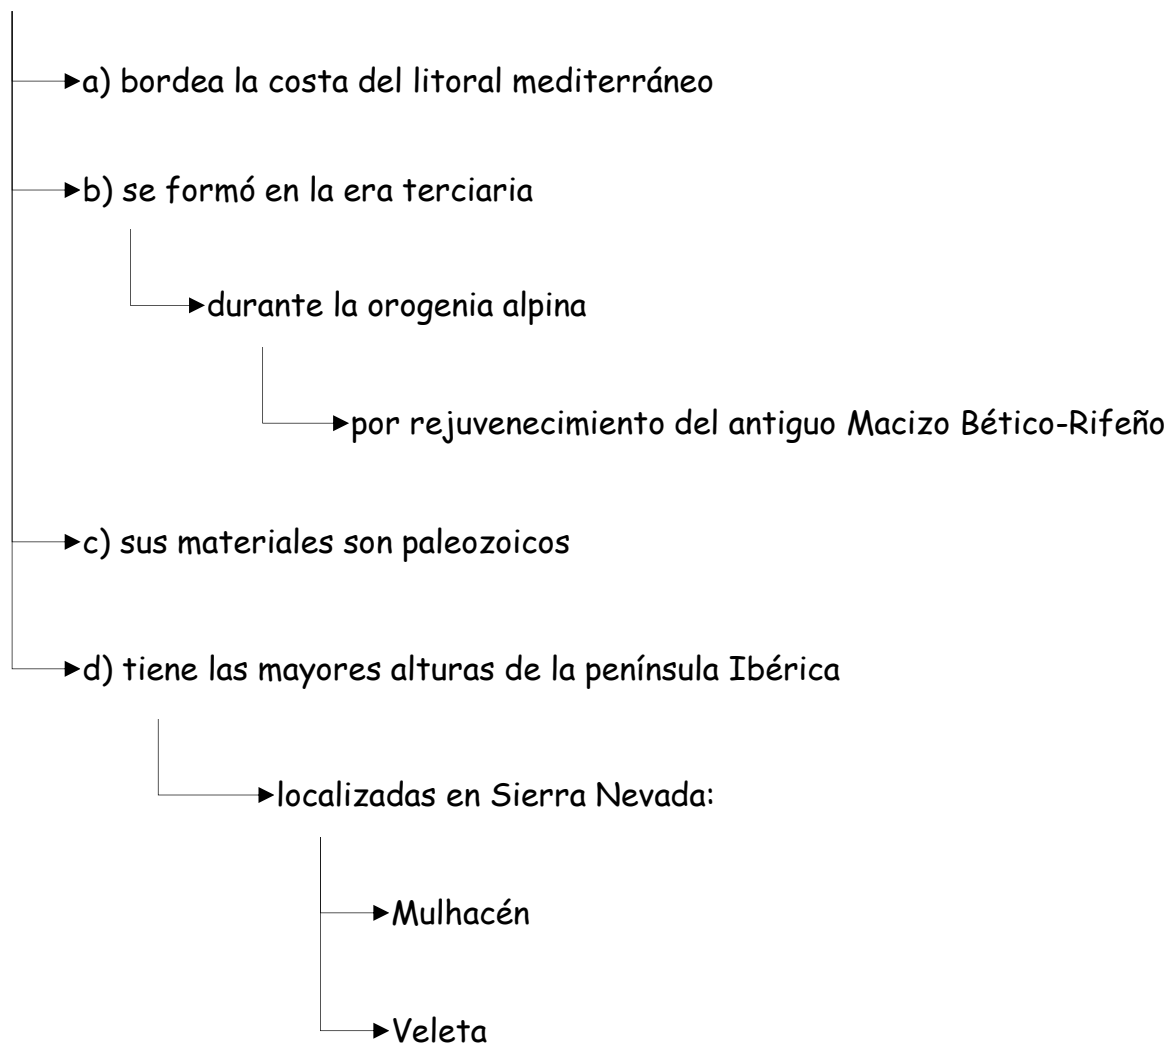 a) bordea la costa del litoral mediterráneo
b) se formó en la era terciaria
durante la orogenia alpina
por rejuvenecimiento del antiguo Macizo Bético-Rifeño
c) sus materiales son paleozoicos
d) tiene las mayores alturas de la península Ibérica
localizadas en Sierra Nevada:
Mulhacén
Veleta